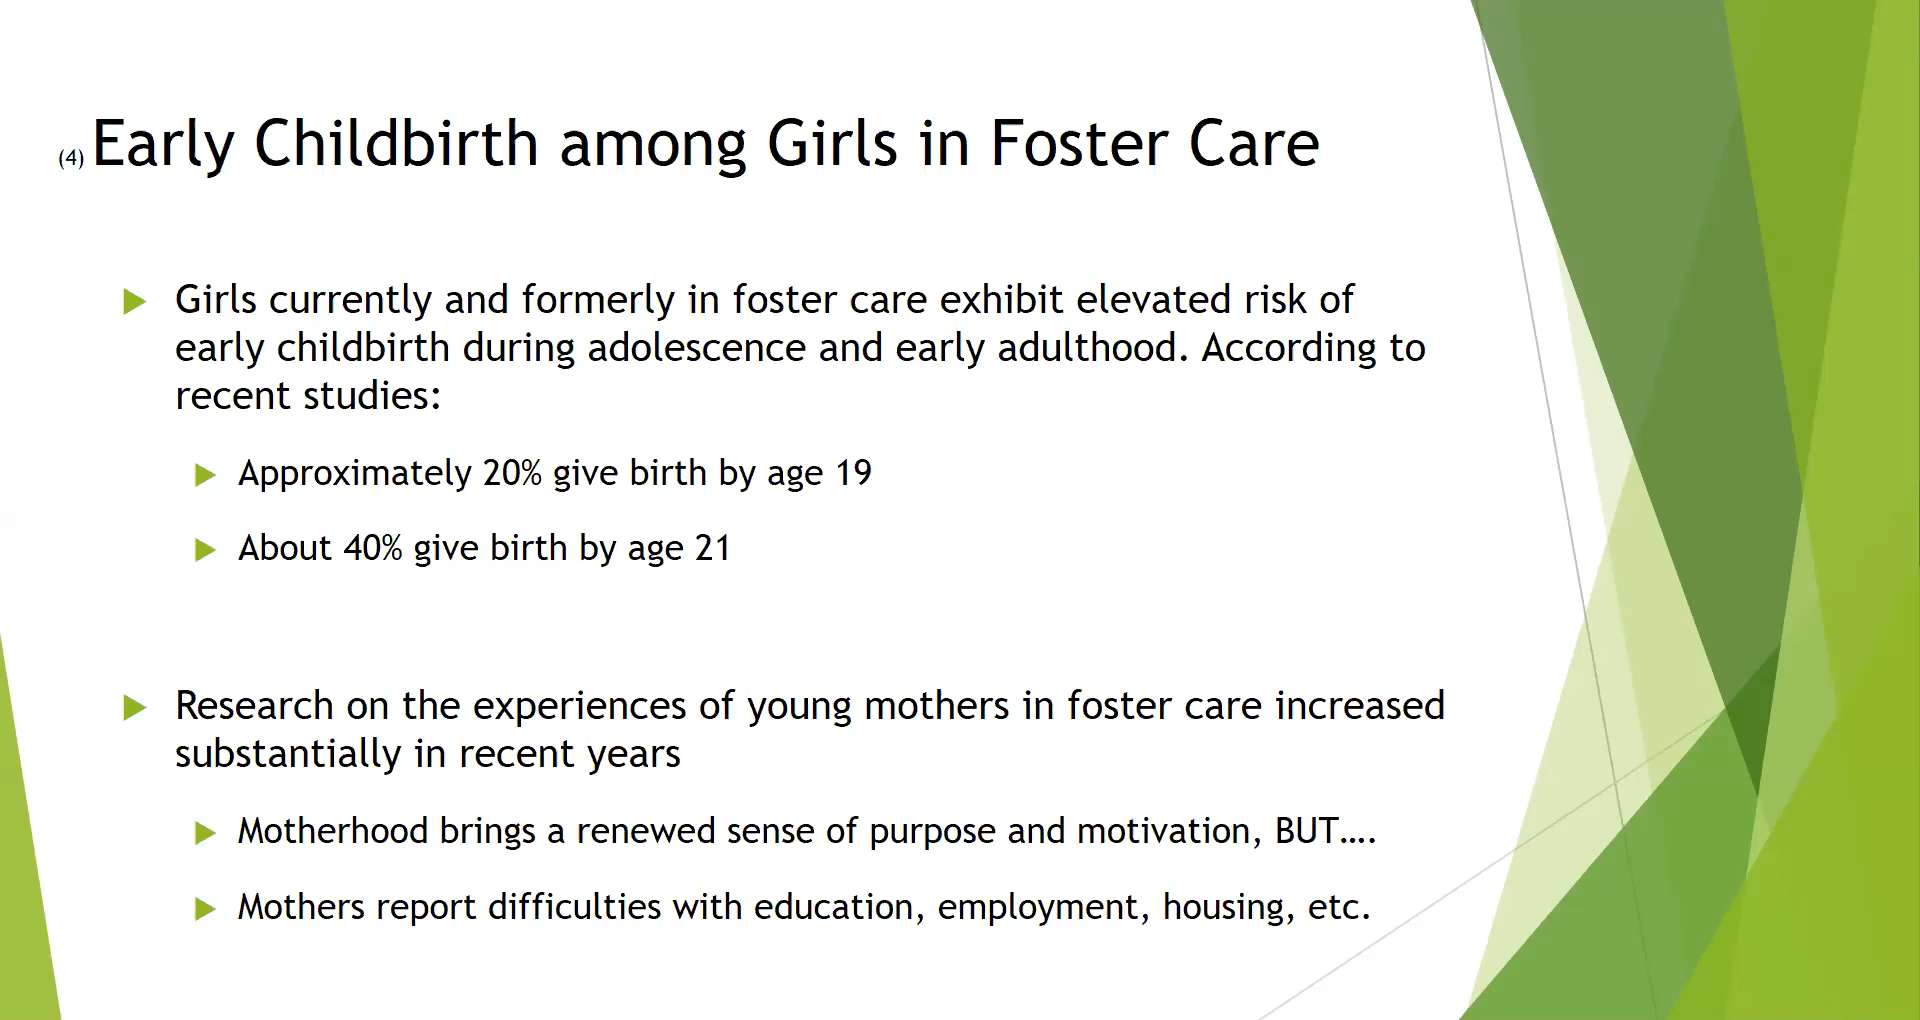 (4) Early Childbirth among Girls in Foster Care
Girls currently and formerly in foster care exhibit elevated risk of
early childbirth during adolescence and early adulthood. According to
recent studies:
Approximately 20% give birth by age 19
About 40% give birth by age 21
Research on the experiences of young mothers in foster care increased
substantially in recent years
Motherhood brings a renewed sense of purpose and motivation, BUT….
Mothers report difficulties with education, employment, housing, etc.